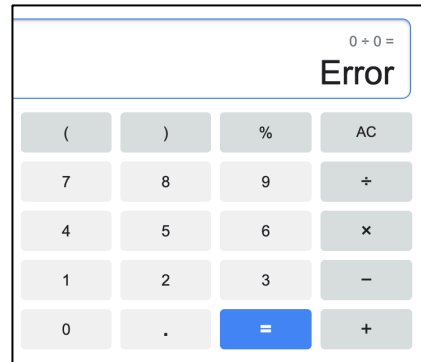 0 ÷ 0 =
Error
( ) % AC
7 8 9 ÷
4 5 6 ×
1 2 3 −
0 . = +